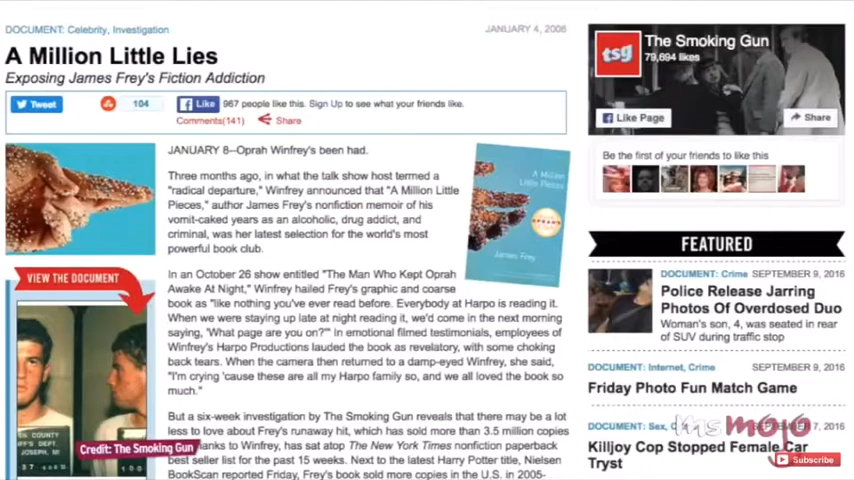 DOCUMENT: Celebrity, Investigation
JANUARY 4, 2006
A Million Little Lies
Exposing James Frey's Fiction Addiction
Tweet
104
Like
967 people like this. Sign Up to see what your friends like.
Comments(141)
Share
JANUARY 8--Oprah Winfrey's been had.
Three months ago, in what the talk show host termed a
"radical departure," Winfrey announced that "A Million Little
Pieces," author James Frey's nonfiction memoir of his
vomit-caked years as an alcoholic, drug addict, and
criminal, was her latest selection for the world's most
powerful book club.
A Million
Little Pieces
James Frey
VIEW THE DOCUMENT
In an October 26 show entitled "The Man Who Kept Oprah
Awake At Night," Winfrey hailed Frey's graphic and coarse
book as "like nothing you've ever read before. Everybody at Harpo is reading it.
When we were staying up late at night reading it, we'd come in the next morning
saying, 'What page are you on?'" In emotional filmed testimonials, employees of
Winfrey's Harpo Productions lauded the book as revelatory, with some choking
back tears. When the camera then returned to a damp-eyed Winfrey, she said,
"I'm crying 'cause these are all my Harpo family so, and we all loved the book so
much."
But a six-week investigation by The Smoking Gun reveals that there may be a lot
less to love about Frey's runaway hit, which has sold more than 3.5 million copies
hanks to Winfrey, has sat atop The New York Times nonfiction paperback
best seller list for the past 15 weeks. Next to the latest Harry Potter title, Nielsen
BookScan reported Friday, Frey's book sold more copies in the U.S. in 2005-
Credit: The Smoking Gun
tsg
The Smoking Gun
79,694 likes
Like Page
Share
Be the first of your friends to like this
FEATURED
DOCUMENT: Crime SEPTEMBER 9, 2016
Police Release Jarring
Photos Of Overdosed Duo
Woman's son, 4, was seated in rear
of SUV during traffic stop
DOCUMENT: Internet, Crime SEPTEMBER 9, 2016
Friday Photo Fun Match Game
DOCUMENT: Sex, 7, 2016
Killjoy Cop Stopped Female Car
Tryst
msmojo
Subscribe